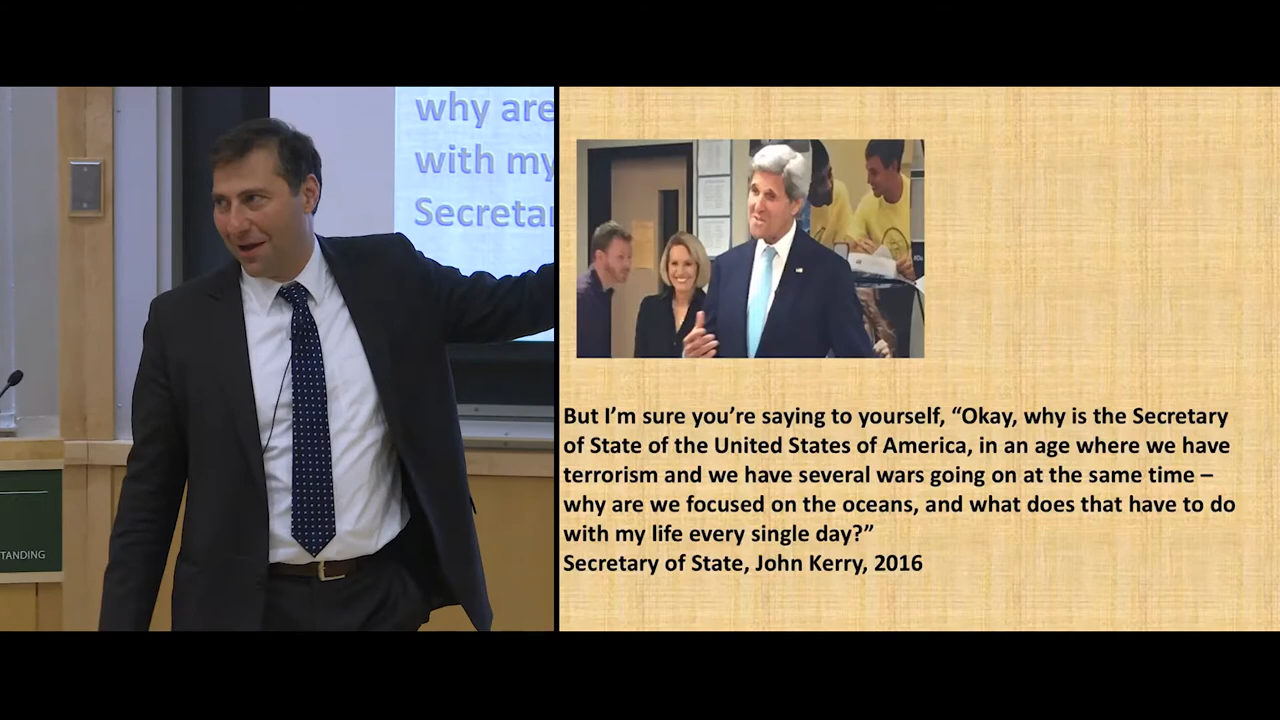 why are
with my
Secretar
STANDING
But I’m sure you’re saying to yourself, “Okay, why is the Secretary
of State of the United States of America, in an age where we have
terrorism and we have several wars going on at the same time –
why are we focused on the oceans, and what does that have to do
with my life every single day?”
Secretary of State, John Kerry, 2016